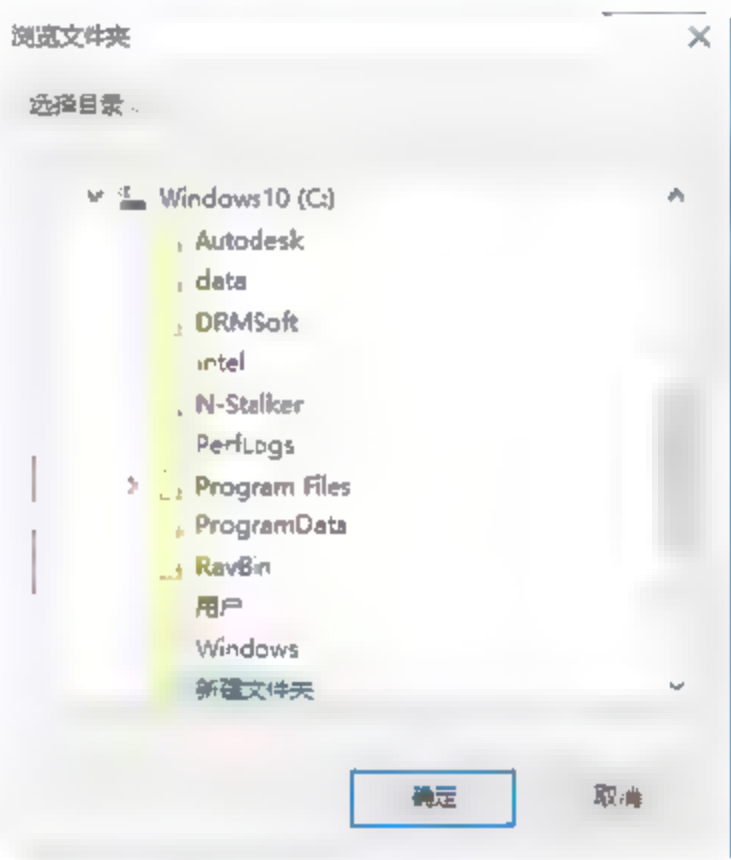 浏览文件夹
选择目录.
Windows10 (C:)
Autodesk
data
DRMSoft
intel
N-Stalker
PerfLogs
Program Files
ProgramData
RavBin
用户
Windows
新建文件夹
确定
取消